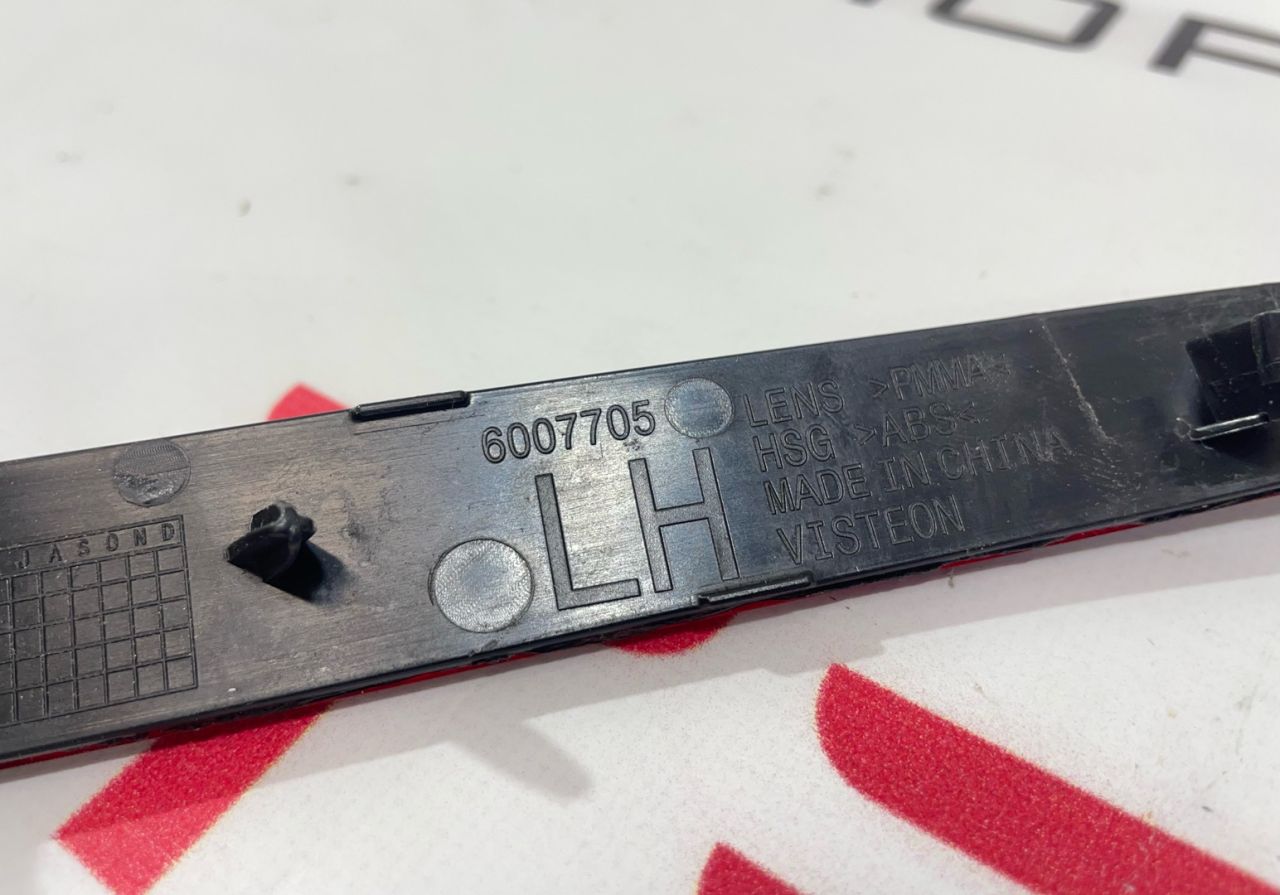 6007705
LH
LENS >PMMA<
HSG >ABS<
MADE IN CHINA
VISTEON
J A S O N D